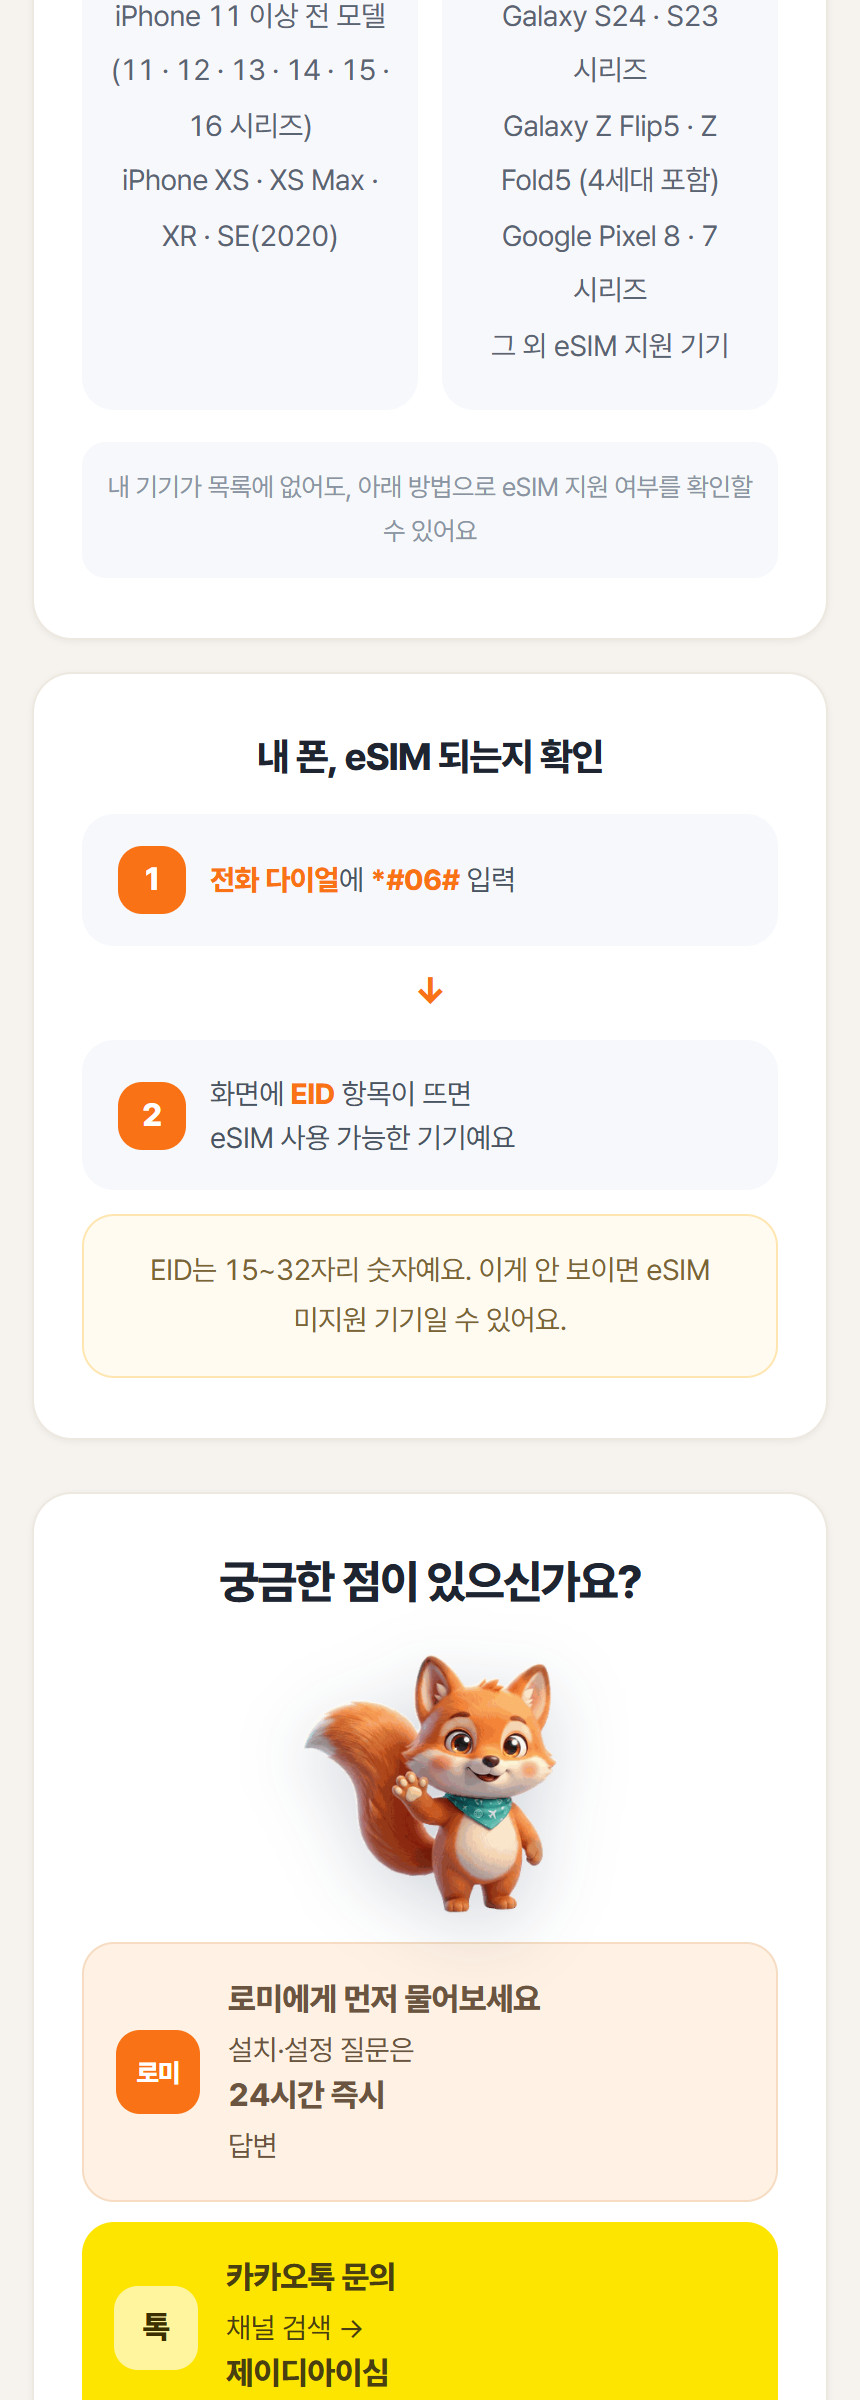 iPhone 11 이상 전 모델
(11 · 12 · 13 · 14 · 15 ·
16 시리즈)
iPhone XS · XS Max ·
XR · SE(2020)
Galaxy S24 · S23
시리즈
Galaxy Z Flip5 · Z
Fold5 (4세대 포함)
Google Pixel 8 · 7
시리즈
그 외 eSIM 지원 기기
내 기기가 목록에 없어도, 아래 방법으로 eSIM 지원 여부를 확인할
수 있어요
내 폰, eSIM 되는지 확인
1 전화 다이얼에 *#06# 입력
↓
2 화면에 EID 항목이 뜨면
eSIM 사용 가능한 기기예요
EID는 15~32자리 숫자예요. 이게 안 보이면 eSIM
미지원 기기일 수 있어요.
궁금한 점이 있으신가요?
로미
로미에게 먼저 물어보세요
설치·설정 질문은
24시간 즉시
답변
톡
카카오톡 문의
채널 검색 →
제이디아이심